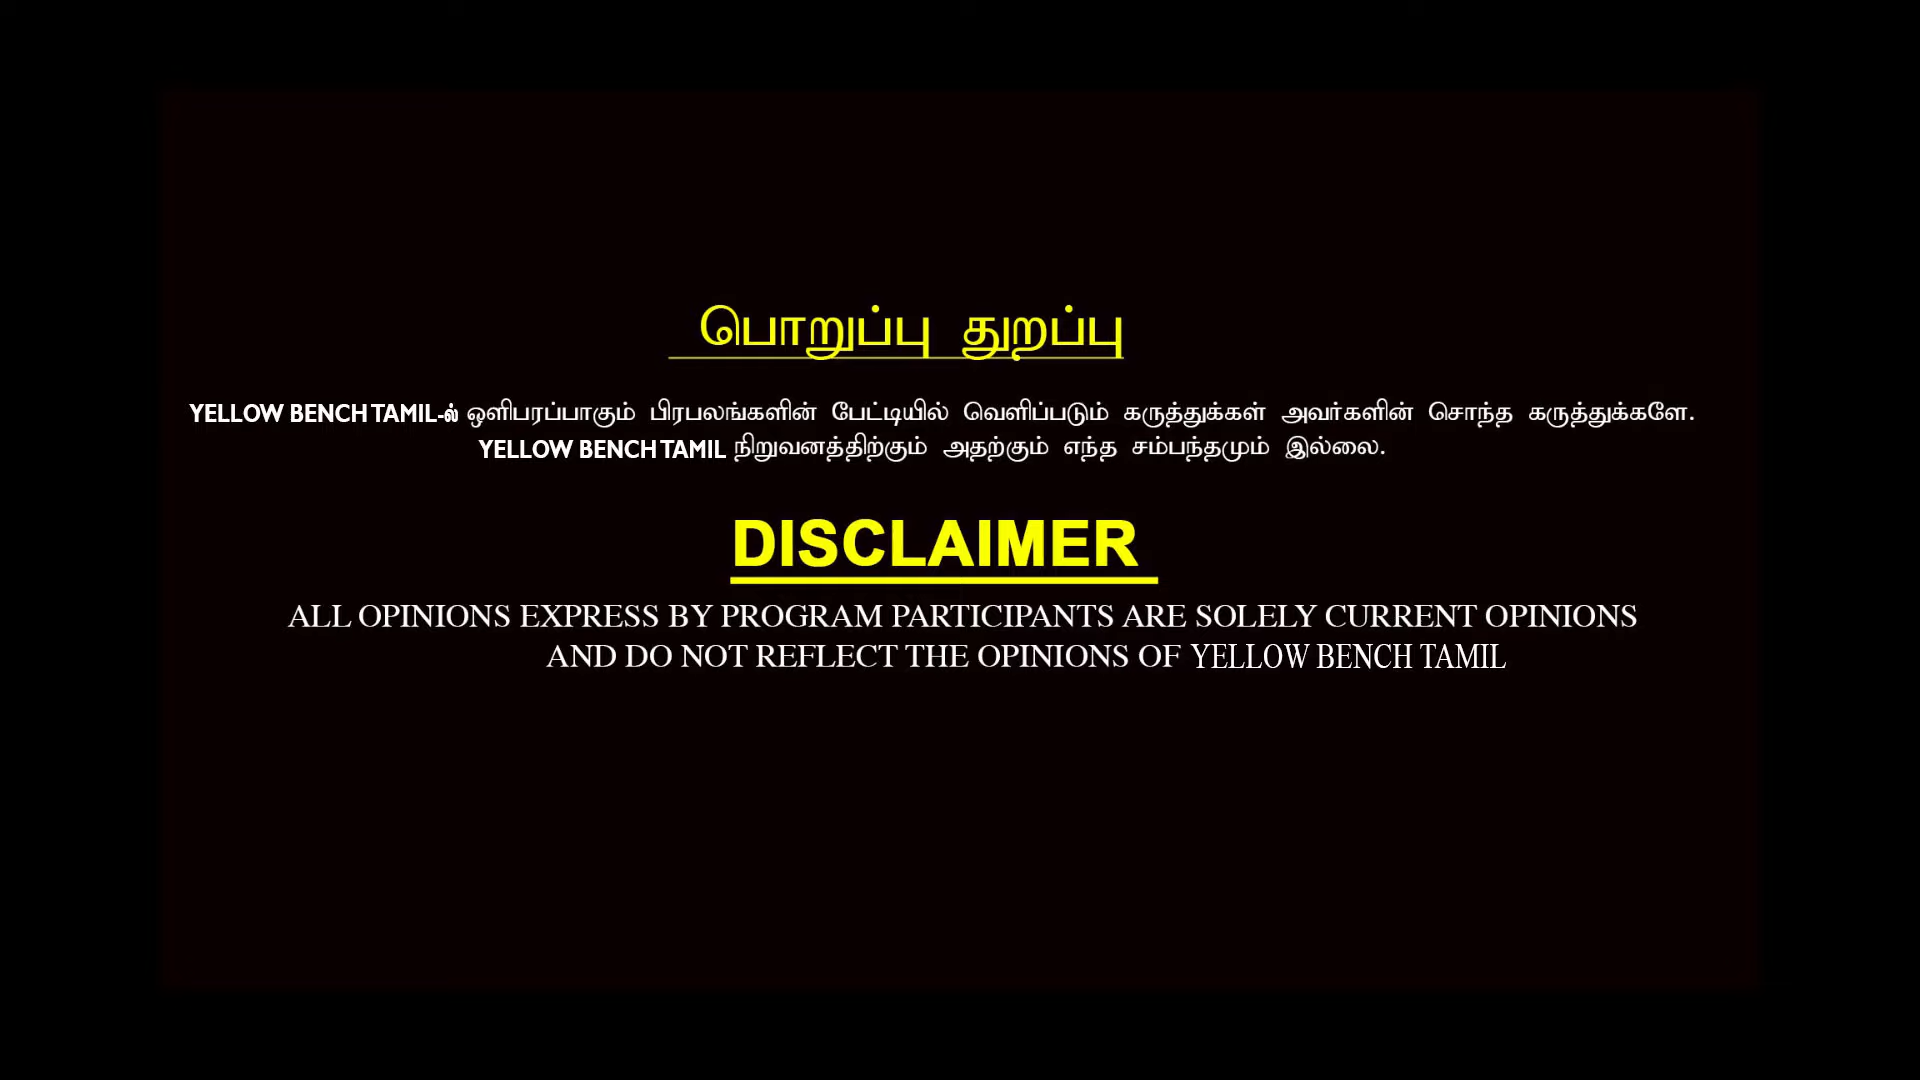 பொறுப்பு துறப்பு
YELLOW BENCH TAMIL-ல் ஒளிபரப்பாகும் பிரபலங்களின் பேட்டியில் வெளிப்படும் கருத்துக்கள் அவர்களின் சொந்த கருத்துக்களே.
YELLOW BENCH TAMIL நிறுவனத்திற்கும் அதற்கும் எந்த சம்பந்தமும் இல்லை.
DISCLAIMER
ALL OPINIONS EXPRESS BY PROGRAM PARTICIPANTS ARE SOLELY CURRENT OPINIONS
AND DO NOT REFLECT THE OPINIONS OF YELLOW BENCH TAMIL